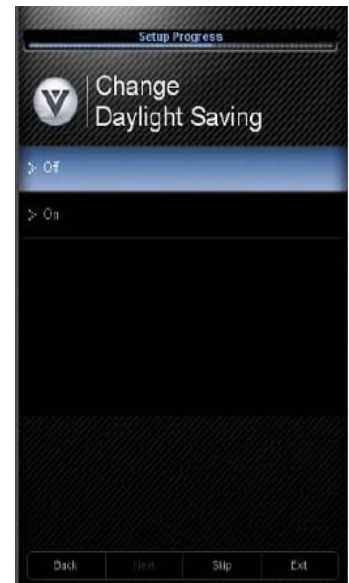 Setup Progress
V
Change
Daylight Saving
> Off
> On
Back Next Skip Exit